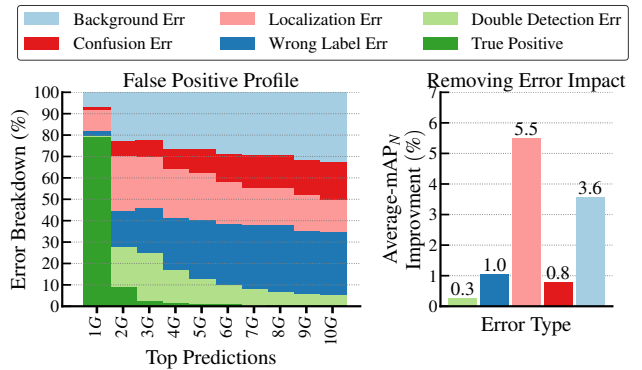 Background Err
Localization Err
Double Detection Err
Confusion Err
Wrong Label Err
True Positive
False Positive Profile
Error Breakdown (%)
100
90
80
70
60
50
40
30
20
10
0
1G
2G
3G
4G
5G
6G
7G
8G
9G
10G
Top Predictions
Removing Error Impact
Average-mAP_N
Improvment (%)
7
6
5
4
3
2
1
0
0.3
1.0
5.5
0.8
3.6
Error Type